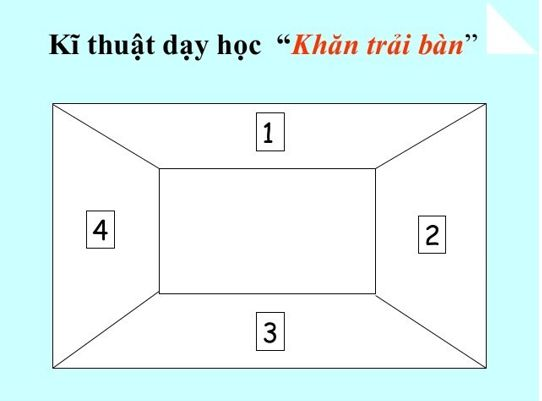 Kĩ thuật dạy học “Khăn trải bàn”
1
4
2
3